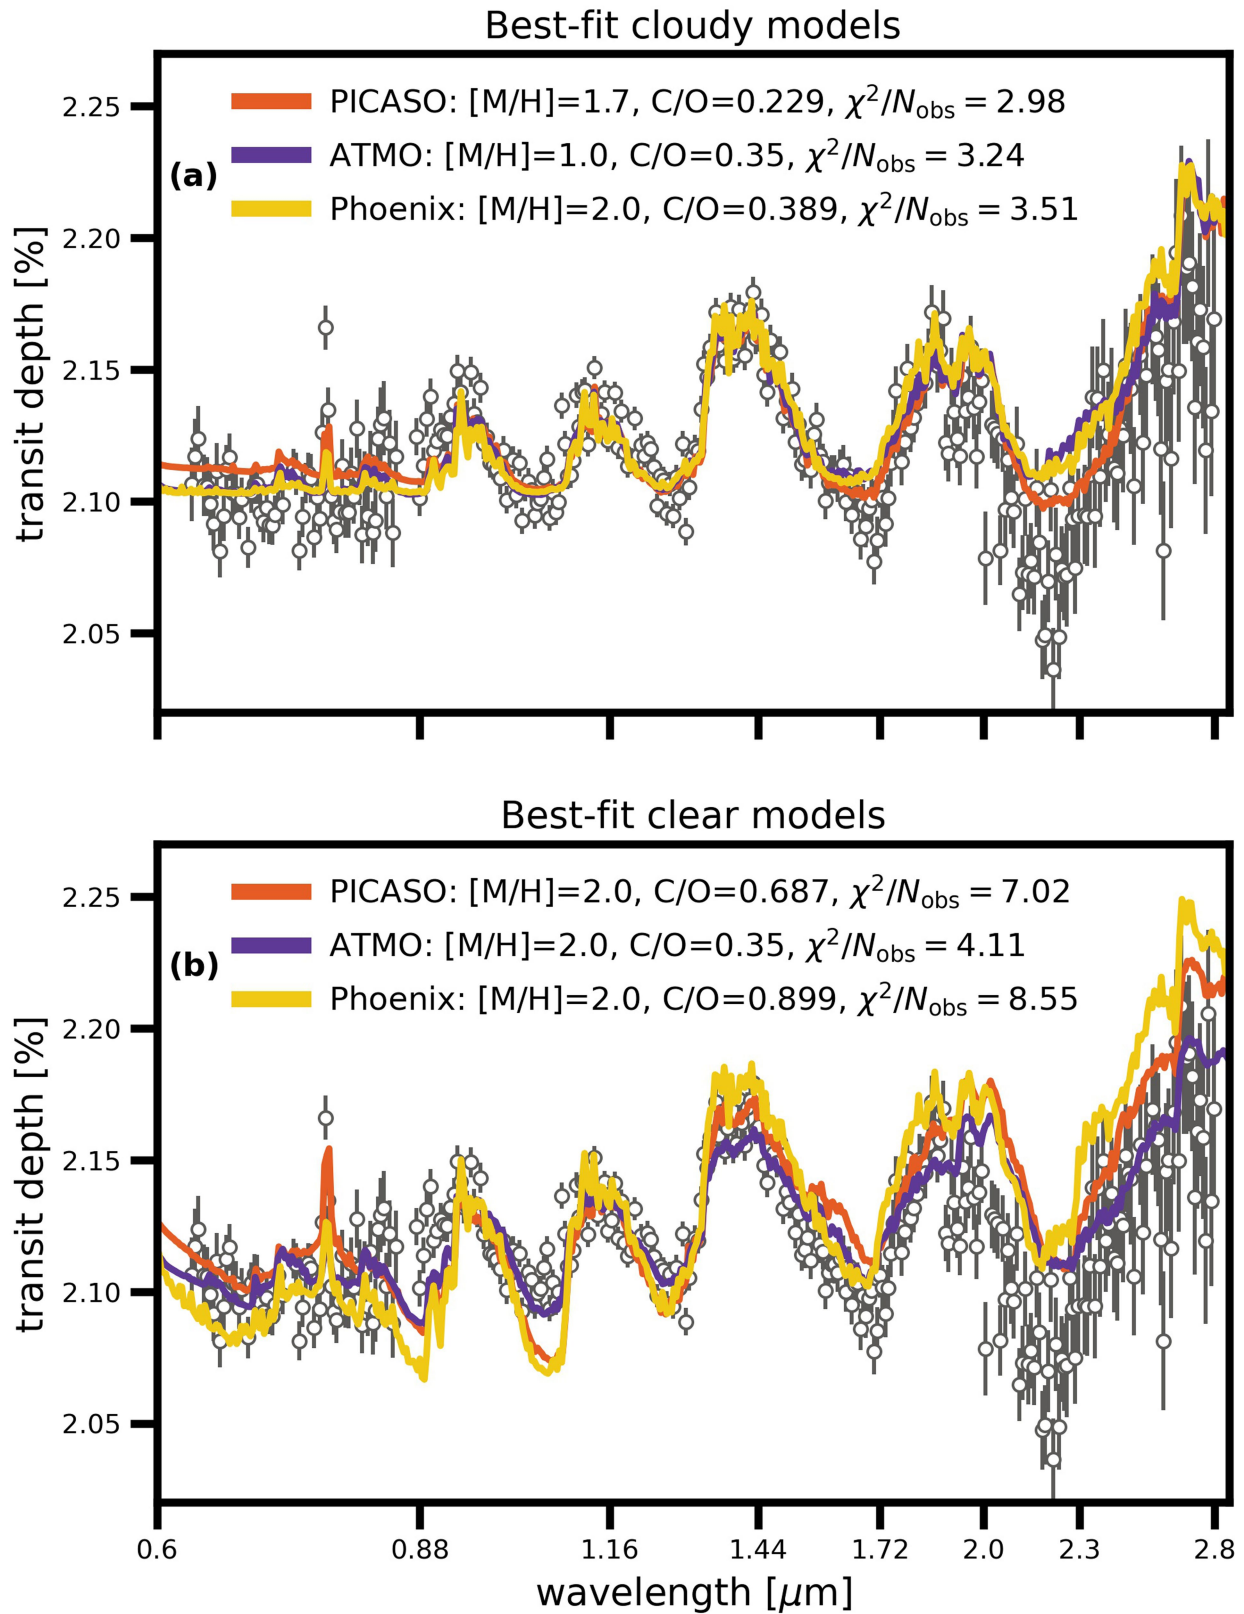 Best-fit cloudy models
PICASO: [M/H]=1.7, C/O=0.229, χ²/N_obs = 2.98
ATMO: [M/H]=1.0, C/O=0.35, χ²/N_obs = 3.24
(a)
Phoenix: [M/H]=2.0, C/O=0.389, χ²/N_obs = 3.51
transit depth [%]
2.25
2.20
2.15
2.10
2.05
Best-fit clear models
PICASO: [M/H]=2.0, C/O=0.687, χ²/N_obs = 7.02
ATMO: [M/H]=2.0, C/O=0.35, χ²/N_obs = 4.11
(b)
Phoenix: [M/H]=2.0, C/O=0.899, χ²/N_obs = 8.55
transit depth [%]
2.25
2.20
2.15
2.10
2.05
0.6 0.88 1.16 1.44 1.72 2.0 2.3 2.8
wavelength [μm]